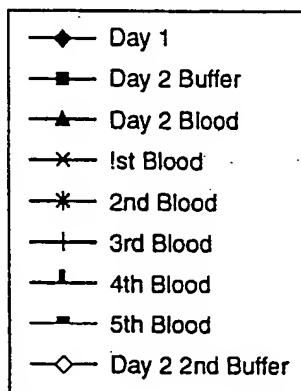 Day 1
Day 2 Buffer
Day 2 Blood
!st Blood
2nd Blood
3rd Blood
4th Blood
5th Blood
Day 2 2nd Buffer